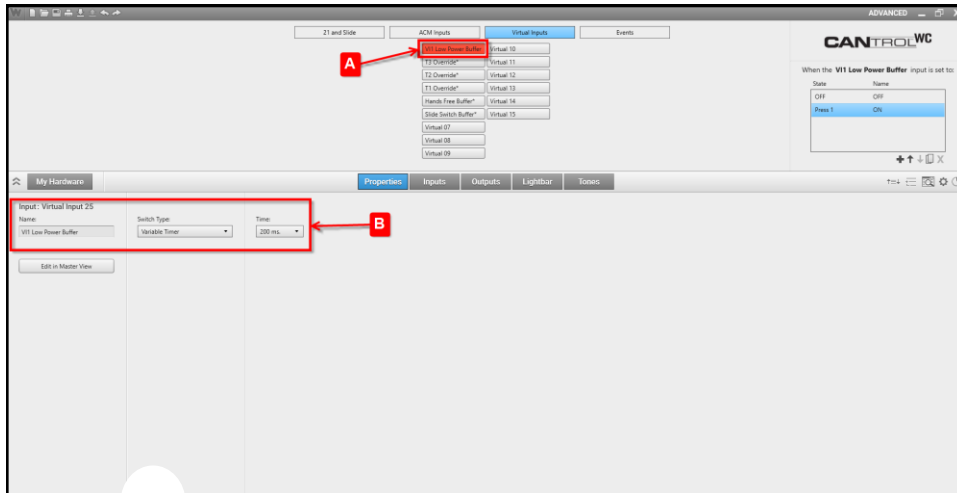 ADVANCED
21 and Slide
ACM Inputs
Virtual Inputs
Events
CANTROLWC
A
VI1 Low Power Buffer
Virtual 10
T3 Override*
Virtual 11
T2 Override*
Virtual 12
T1 Override*
Virtual 13
Hands Free Buffer*
Virtual 14
Slide Switch Buffer*
Virtual 15
Virtual 07
Virtual 08
Virtual 09
When the VI1 Low Power Buffer input is set to:
State
Name
OFF
OFF
Press 1
ON
My Hardware
Properties
Inputs
Outputs
Lightbar
Tones
Input: Virtual Input 25
Name:
Switch Type:
Time:
VI1 Low Power Buffer
Variable Timer
200 ms.
B
Edit in Master View